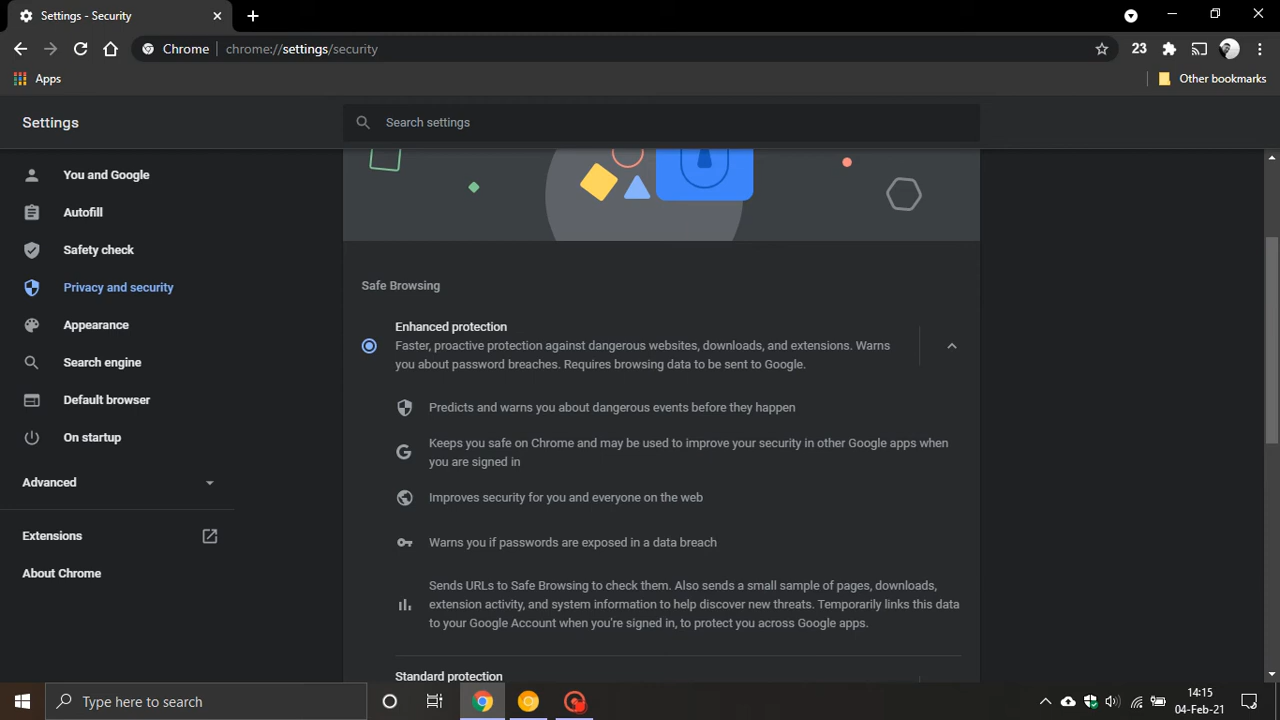 Settings - Security
Chrome
chrome://settings/security
23
Apps
Other bookmarks
Settings
Search settings
You and Google
Autofill
Safety check
Privacy and security
Appearance
Search engine
Default browser
On startup
Advanced
Extensions
About Chrome
Safe Browsing
Enhanced protection
Faster, proactive protection against dangerous websites, downloads, and extensions. Warns
you about password breaches. Requires browsing data to be sent to Google.
Predicts and warns you about dangerous events before they happen
Keeps you safe on Chrome and may be used to improve your security in other Google apps when
you are signed in
Improves security for you and everyone on the web
Warns you if passwords are exposed in a data breach
Sends URLs to Safe Browsing to check them. Also sends a small sample of pages, downloads,
extension activity, and system information to help discover new threats. Temporarily links this data
to your Google Account when you're signed in, to protect you across Google apps.
Standard protection
Type here to search
14:15
04-Feb-21